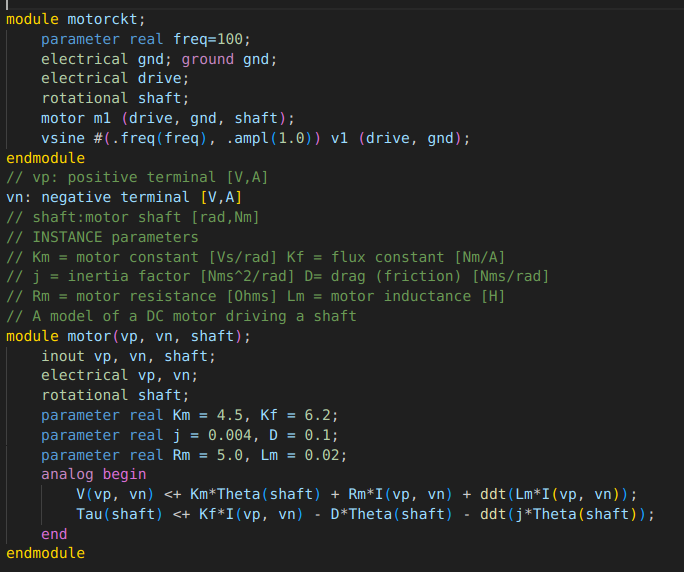 module motorckt;
    parameter real freq=100;
    electrical gnd; ground gnd;
    electrical drive;
    rotational shaft;
    motor m1 (drive, gnd, shaft);
    vsine #(.freq(freq), .ampl(1.0)) v1 (drive, gnd);
endmodule
// vp: positive terminal [V,A]
vn: negative terminal [V,A]
// shaft:motor shaft [rad,Nm]
// INSTANCE parameters
// Km = motor constant [Vs/rad] Kf = flux constant [Nm/A]
// j = inertia factor [Nms^2/rad] D= drag (friction) [Nms/rad]
// Rm = motor resistance [Ohms] Lm = motor inductance [H]
// A model of a DC motor driving a shaft
module motor(vp, vn, shaft);
    inout vp, vn, shaft;
    electrical vp, vn;
    rotational shaft;
    parameter real Km = 4.5, Kf = 6.2;
    parameter real j = 0.004, D = 0.1;
    parameter real Rm = 5.0, Lm = 0.02;
    analog begin
        V(vp, vn) <+ Km*Theta(shaft) + Rm*I(vp, vn) + ddt(Lm*I(vp, vn));
        Tau(shaft) <+ Kf*I(vp, vn) - D*Theta(shaft) - ddt(j*Theta(shaft));
    end
endmodule